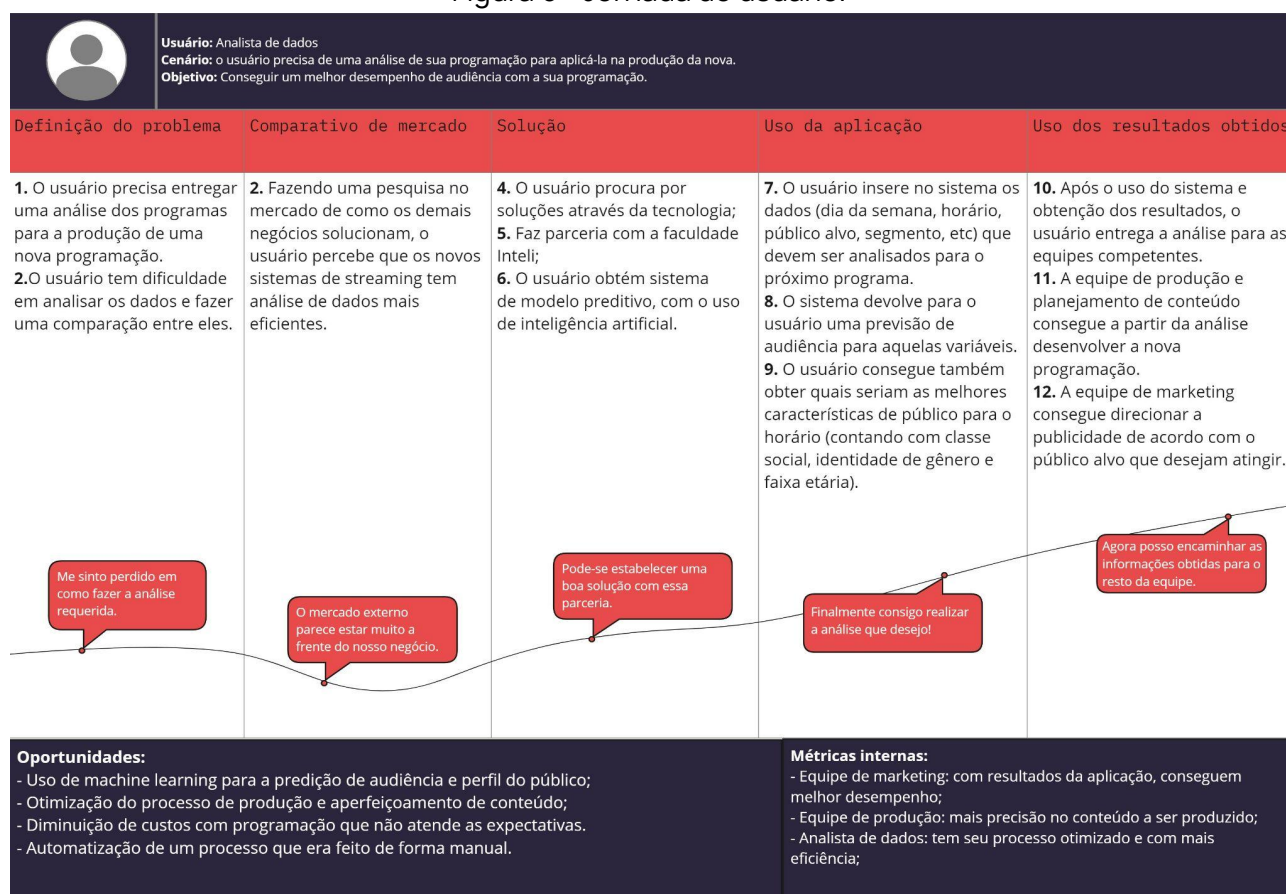 Figura - Jornada do usuário.
Usuário: Analista de dados
Cenário: o usuário precisa de uma análise de sua programação para aplicá-la na produção da nova.
Objetivo: Conseguir um melhor desempenho de audiência com a sua programação.
Definição do problema
1. O usuário precisa entregar
uma análise dos programas
para a produção de uma
nova programação.
2.O usuário tem dificuldade
em analisar os dados e fazer
uma comparação entre eles.
Me sinto perdido em
como fazer a análise
requerida.
Comparativo de mercado
2. Fazendo uma pesquisa no
mercado de como os demais
negócios solucionam, o
usuário percebe que os novos
sistemas de streaming tem
análise de dados mais
eficientes.
O mercado externo
parece estar muito a
frente do nosso negócio.
Solução
4. O usuário procura por
soluções através da tecnologia;
5. Faz parceria com a faculdade
Inteli;
6. O usuário obtém sistema
de modelo preditivo, com o uso
de inteligência artificial.
Pode-se estabelecer uma
boa solução com essa
parceria.
Uso da aplicação
7. O usuário insere no sistema os
dados (dia da semana, horário,
público alvo, segmento, etc) que
devem ser analisados para o
próximo programa.
8. O sistema devolve para o
usuário uma previsão de
audiência para aquelas variáveis.
9. O usuário consegue também
obter quais seriam as melhores
características de público para o
horário (contando com classe
social, identidade de gênero e
faixa etária).
Finalmente consigo realizar
a análise que desejo!
Uso dos resultados obtidos
10. Após o uso do sistema e
obtenção dos resultados, o
usuário entrega a análise para as
equipes competentes.
11. A equipe de produção e
planejamento de conteúdo
consegue a partir da análise
desenvolver a nova
programação.
12. A equipe de marketing
consegue direcionar a
publicidade de acordo com o
público alvo que desejam atingir.
Agora posso encaminhar as
informações obtidas para o
resto da equipe.
Oportunidades:
- Uso de machine learning para a predição de audiência e perfil do público;
- Otimização do processo de produção e aperfeiçoamento de conteúdo;
- Diminuição de custos com programação que não atende as expectativas.
- Automatização de um processo que era feito de forma manual.
Métricas internas:
- Equipe de marketing: com resultados da aplicação, conseguem
melhor desempenho;
- Equipe de produção: mais precisão no conteúdo a ser produzido;
- Analista de dados: tem seu processo otimizado e com mais
eficiência;